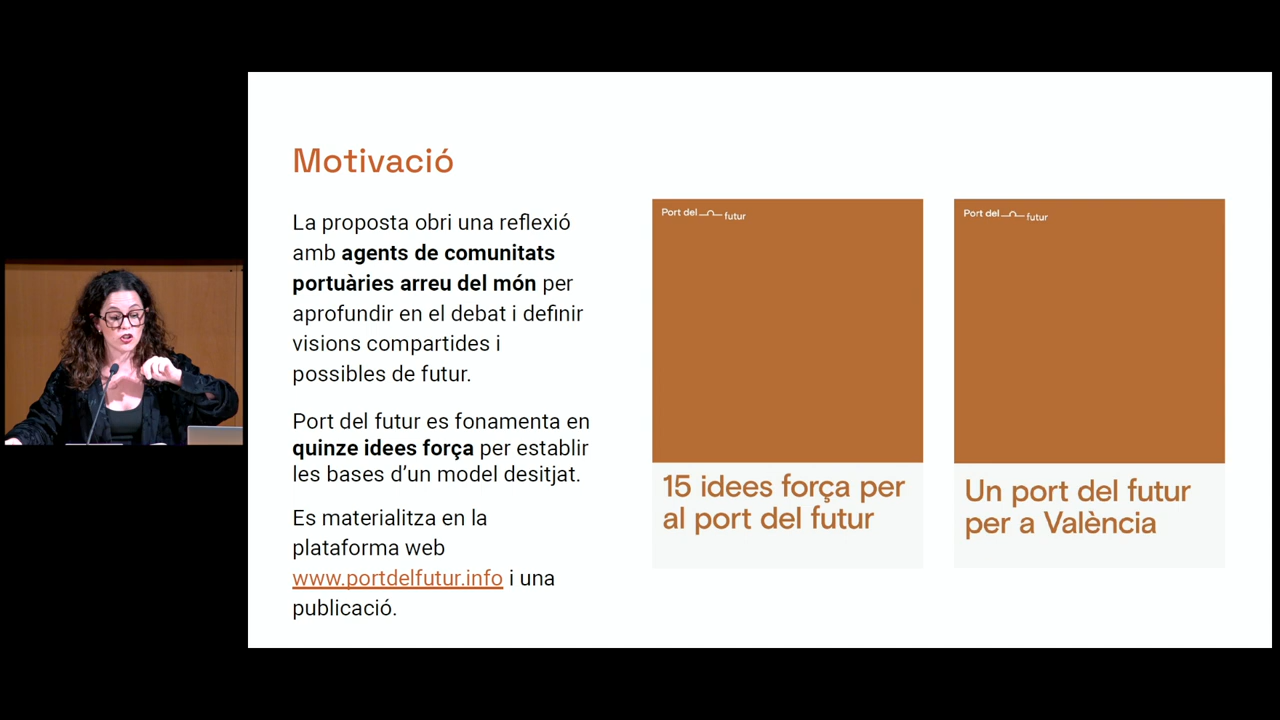 Motivació
La proposta obri una reflexió
amb agents de comunitats
portuàries arreu del món per
aprofundir en el debat i definir
visions compartides i
possibles de futur.
Port del futur es fonamenta en
quinze idees força per establir
les bases d’un model desitjat.
Es materialitza en la
plataforma web
www.portdelfutur.info i una
publicació.
Port del futur
15 idees força per
al port del futur
Port del futur
Un port del futur
per a València